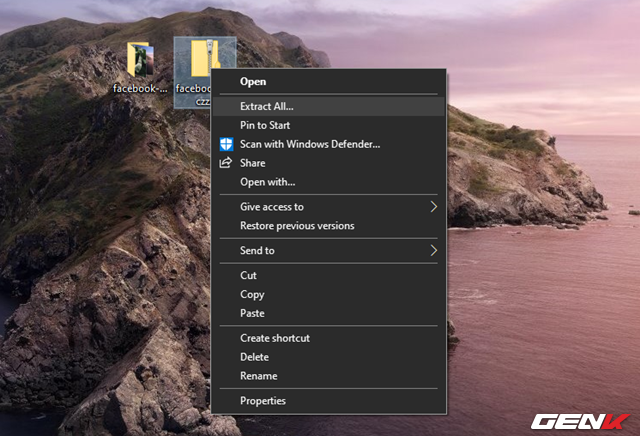 facebook-...
facebook
czz
Open
Extract All...
Pin to Start
Scan with Windows Defender...
Share
Open with...
Give access to
Restore previous versions
Send to
Cut
Copy
Paste
Create shortcut
Delete
Rename
Properties
GENK